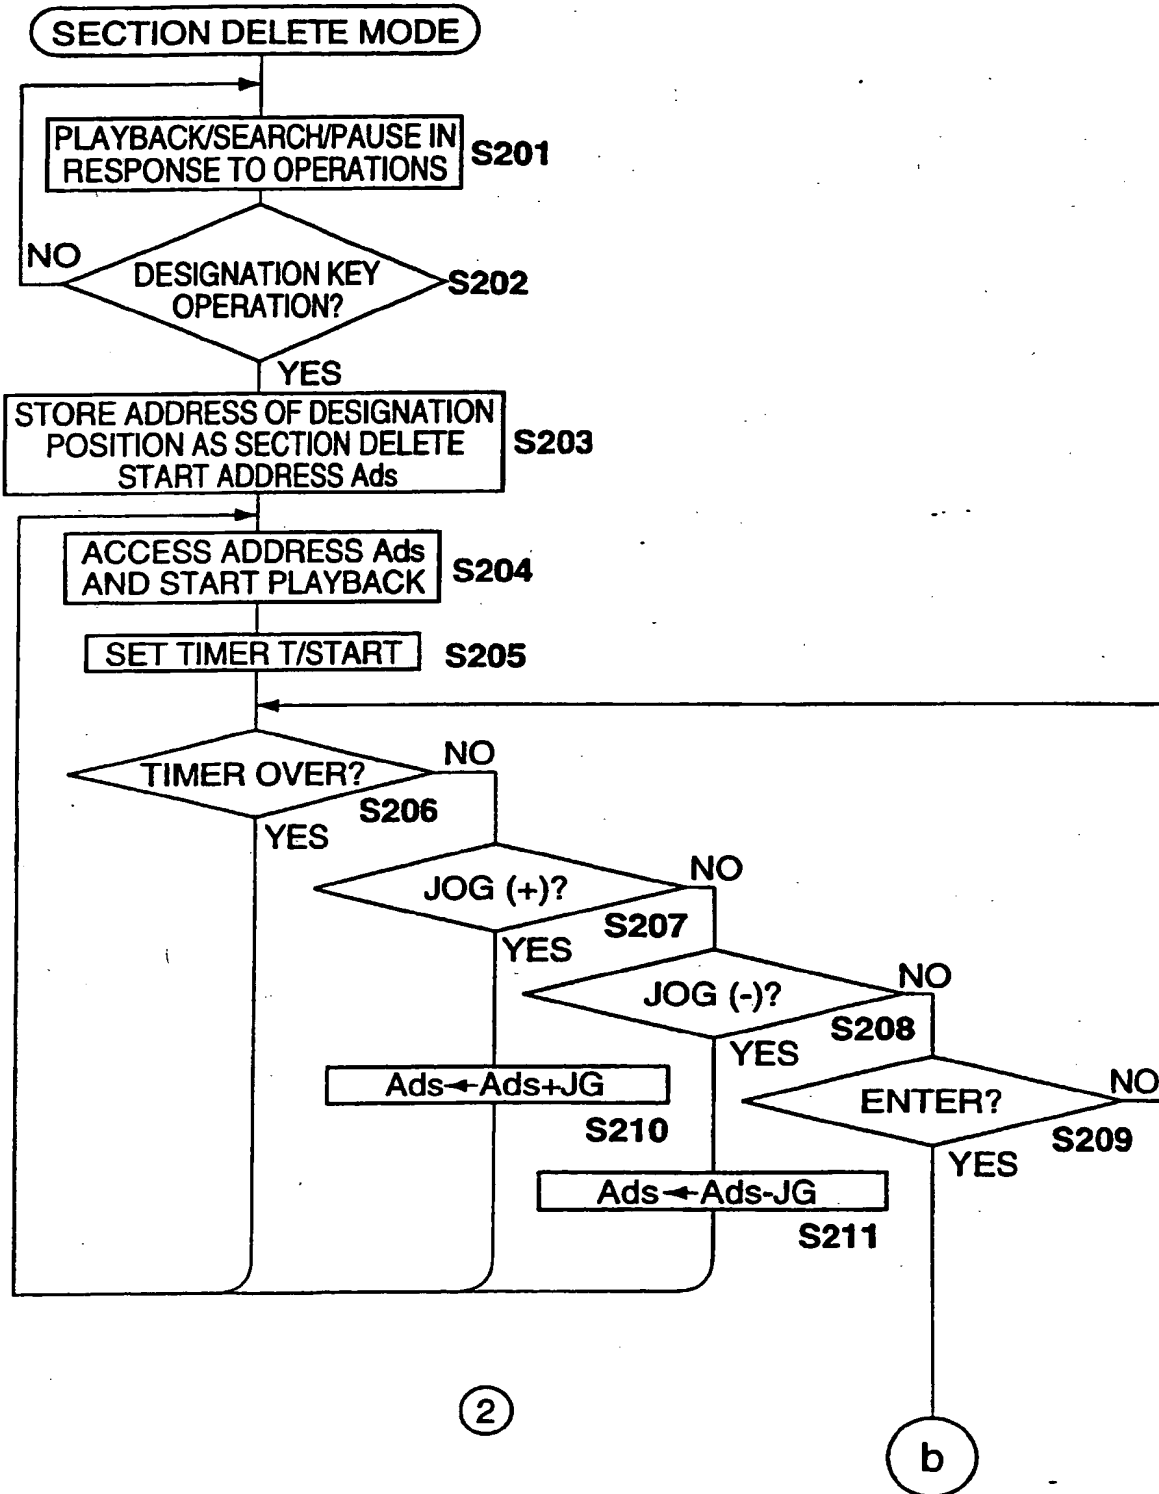 SECTION DELETE MODE
PLAYBACK/SEARCH/PAUSE IN
RESPONSE TO OPERATIONS
S201
NO
DESIGNATION KEY
OPERATION?
S202
YES
STORE ADDRESS OF DESIGNATION
POSITION AS SECTION DELETE
START ADDRESS Ads
S203
ACCESS ADDRESS Ads
AND START PLAYBACK
S204
SET TIMER T/START
S205
TIMER OVER?
NO
S206
YES
JOG (+)?
NO
S207
YES
JOG (-)?
NO
S208
YES
Ads←Ads+JG
S210
ENTER?
NO
S209
YES
Ads←Ads-JG
S211
2
b